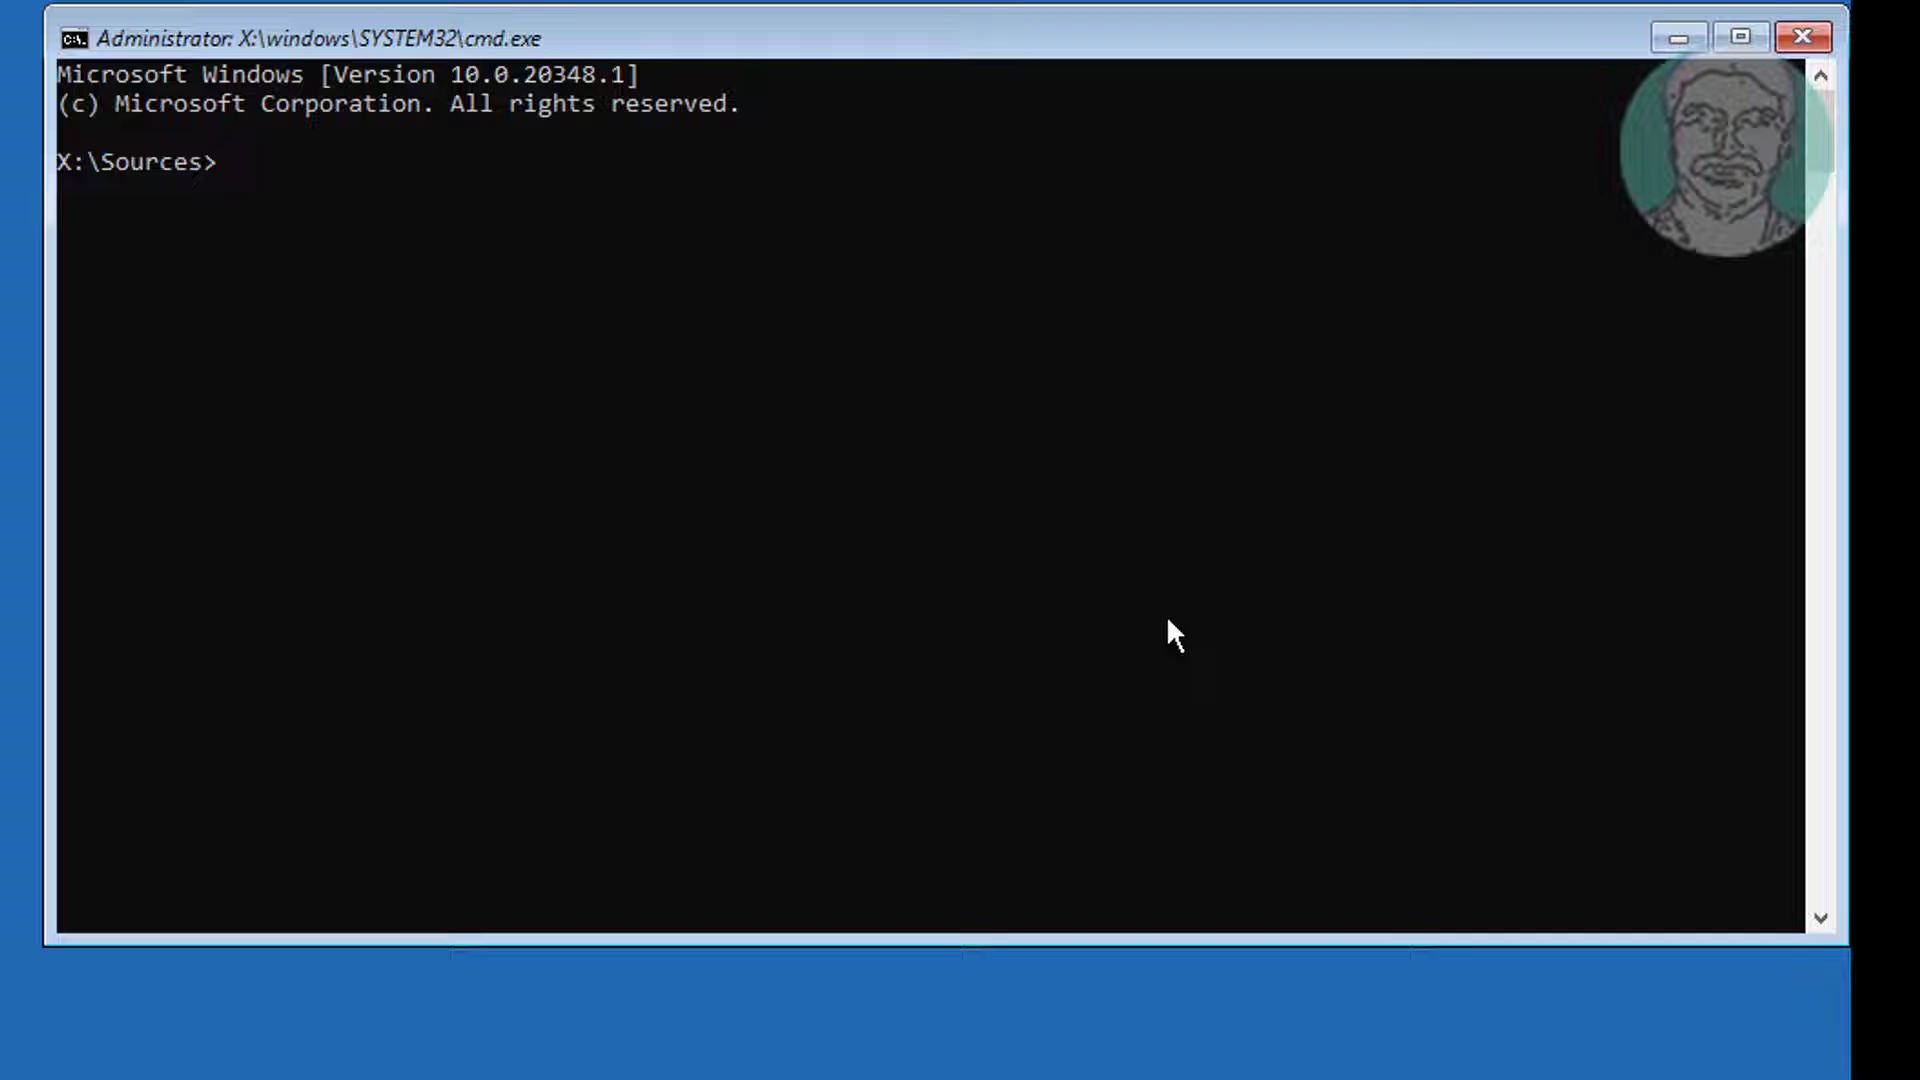 Administrator: X:\windows\SYSTEM32\cmd.exe
Microsoft Windows [Version 10.0.20348.1]
(c) Microsoft Corporation. All rights reserved.
X:\Sources>